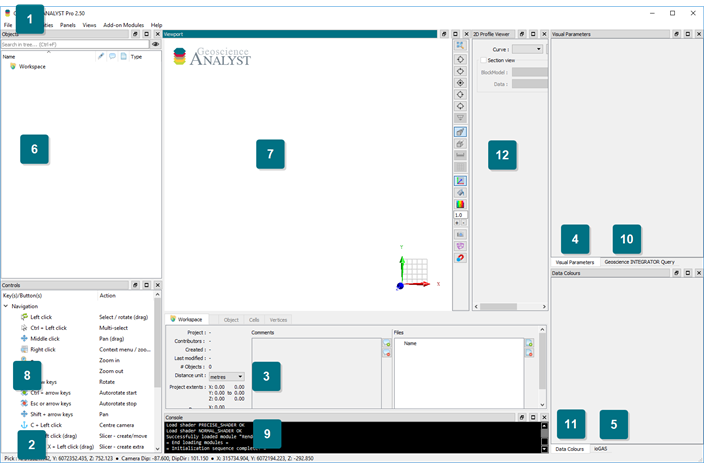 ANALYST Pro 2.50
1
File
Panels
Views
Add-on Modules
Help
Objects
Search in tree... (Ctrl+F)
Name
Type
Workspace
6
Viewport
Geoscience
ANALYST
7
Y
X
1.0
2D Profile Viewer
Curve :
Section view
BlockModel :
Data :
12
Visual Parameters
4
10
Visual Parameters
Geoscience INTEGRATOR Query
Data Colours
11
5
Data Colours
ioGAS
Controls
Key(s)/Button(s)
Action
Navigation
Left click
Select / rotate (drag)
Ctrl + Left click
Multi-select
Middle click
Pan (drag)
Right click
Context menu / zoo...
Zoom in
Zoom out
8
keys
Rotate
Ctrl + arrow keys
Autorotate start
Esc or arrow keys
Autorotate stop
Shift + arrow keys
Pan
C + Left click
Centre camera
click (drag)
Slicer - create/move
2
X + Left click (drag)
Slicer - create extra
Workspace
Object
Cells
Vertices
Project : -
Contributors : -
Created : -
Last modified : -
# Objects : 0
Distance unit : metres
Project extents : X: 0.00 0.00
Y: 0.00 to 0.00
Z: 0.00 0.00
Comments
3
Files
Name
Console
Load shader PRECISE_SHADER OK
Load shader NORMAL_SHADER OK
Successfully loaded module "Rend
= End loading modules =
= Initialization sequence complete.
9
Pick :
Y: 6072352.435, Z: 752.123 ● Camera Dip: -87.600, DipDir: 101.150 ● X: 315734.904, Y: 6072194.223, Z: -292.850